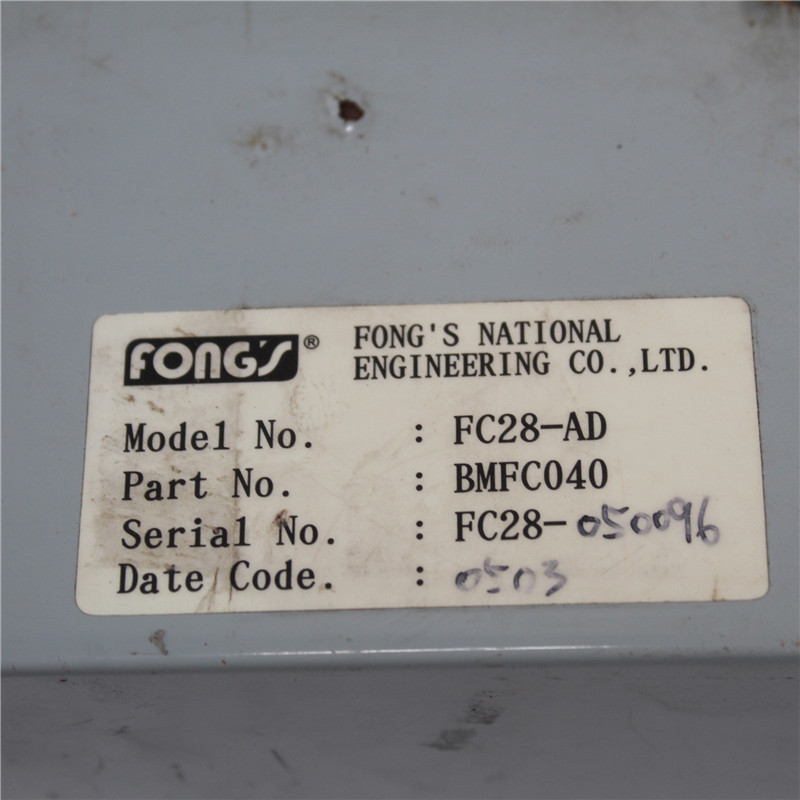 FONG'S® FONG'S NATIONAL
ENGINEERING CO.,LTD.
Model No. : FC28-AD
Part No. : BMFC040
Serial No. : FC28-050096
Date Code. : 0503